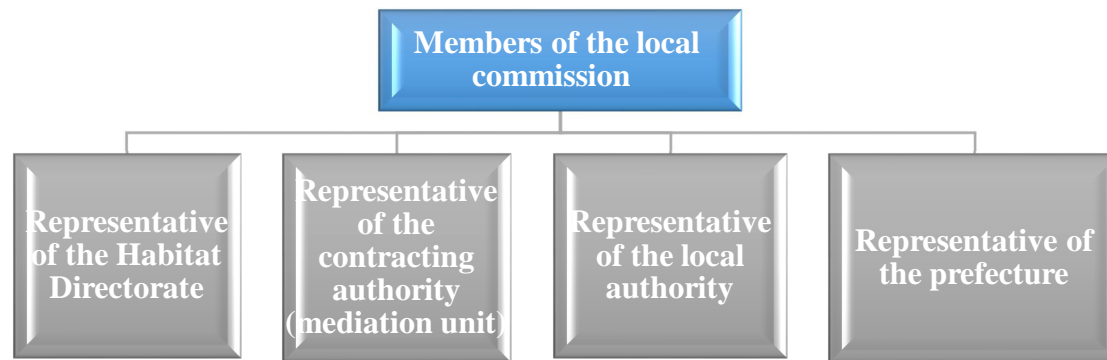 Members of the local
commission
Representative
of the Habitat
Directorate
Representative
of the
contracting
authority
(mediation unit)
Representative
of the local
authority
Representative of
the prefecture